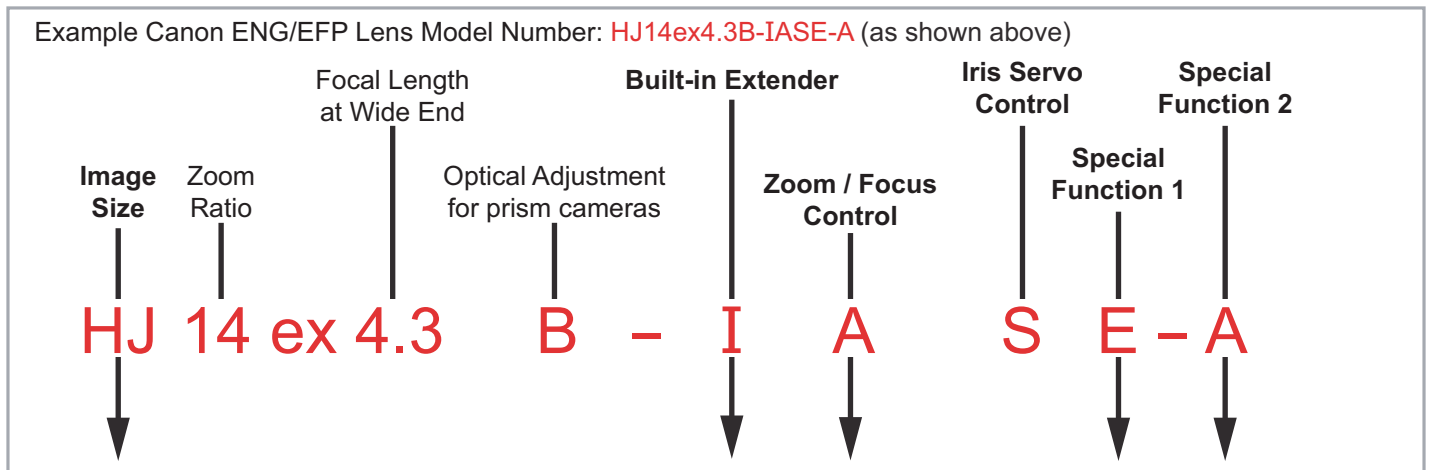 Example Canon ENG/EFP Lens Model Number: HJ14ex4.3B-IASE-A (as shown above)
Focal Length
at Wide End
Built-in Extender
Iris Servo
Control
Special
Function 2
Image
Size
Zoom
Ratio
Optical Adjustment
for prism cameras
Zoom / Focus
Control
Special
Function 1
HJ 14 ex 4.3 B – I A S E – A